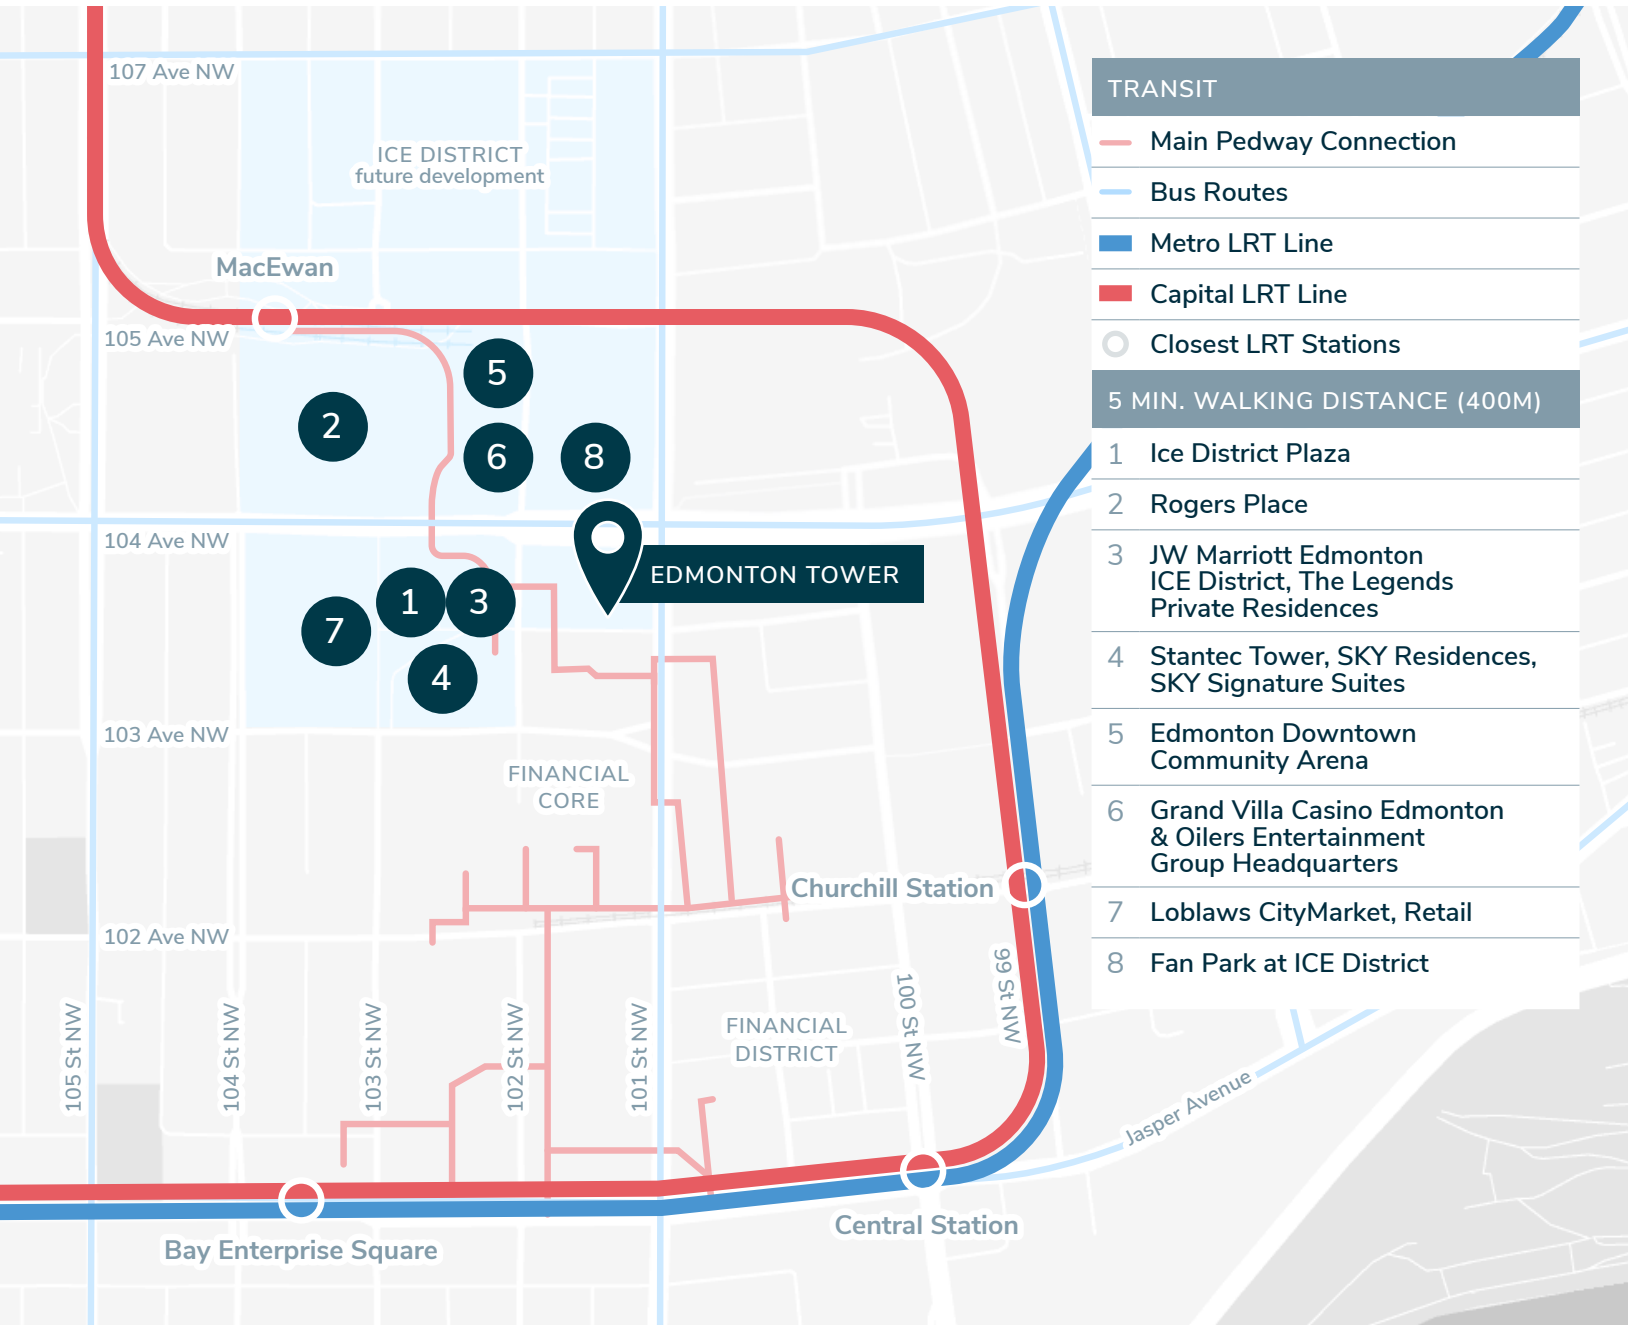 107 Ave NW
ICE DISTRICT
future development
MacEwan
105 Ave NW
5
2
6
8
104 Ave NW
EDMONTON TOWER
1
3
7
4
103 Ave NW
FINANCIAL
CORE
Churchill Station
102 Ave NW
105 St NW
104 St NW
103 St NW
102 St NW
101 St NW
FINANCIAL
DISTRICT
100 St NW
99 St NW
Jasper Avenue
Central Station
Bay Enterprise Square
TRANSIT
Main Pedway Connection
Bus Routes
Metro LRT Line
Capital LRT Line
Closest LRT Stations
5 MIN. WALKING DISTANCE (400M)
1 Ice District Plaza
2 Rogers Place
3 JW Marriott Edmonton
ICE District, The Legends
Private Residences
4 Stantec Tower, SKY Residences,
SKY Signature Suites
5 Edmonton Downtown
Community Arena
6 Grand Villa Casino Edmonton
& Oilers Entertainment
Group Headquarters
7 Loblaws CityMarket, Retail
8 Fan Park at ICE District